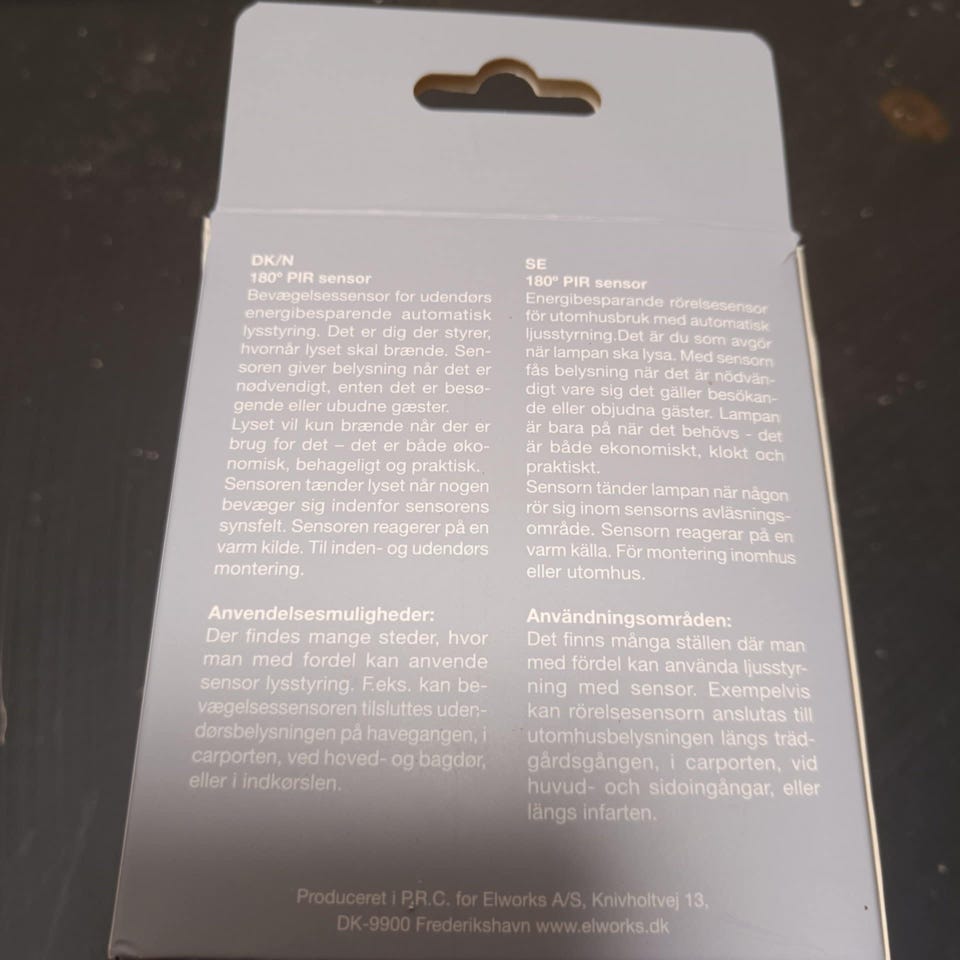 DK/N
180º PIR sensor
Bevægelsessensor for udendørs
energibesparende automatisk
lysstyring. Det er dig der styrer,
hvornår lyset skal brænde. Sen-
soren giver belysning når det er
nødvendigt, enten det er besø-
gende eller ubudne gæster.
Lyset vil kun brænde når der er
brug for det – det er både øko-
nomisk, behageligt og praktisk.
Sensoren tænder lyset når nogen
bevæger sig indenfor sensorens
synsfelt. Sensoren reagerer på en
varm kilde. Til inden- og udendørs
montering.
Anvendelsesmuligheder:
Der findes mange steder, hvor
man med fordel kan anvende
sensor lysstyring. F.eks. kan be-
vægelsessensoren tilsluttes uden-
dørsbelysningen på havegangen, i
carporten, ved hoved- og bagdør,
eller i indkørslen.
SE
180º PIR sensor
Energibesparande rörelsesensor
för utomhusbruk med automatisk
ljusstyrning.Det är du som avgör
när lampan ska lysa. Med sensorn
fås belysning när det är nödvän-
digt vare sig det gäller besökan-
de eller objudna gäster. Lampan
är bara på när det behövs - det
är både ekonomiskt, klokt och
praktiskt.
Sensorn tänder lampan när någon
rör sig inom sensorns avläsnings-
område. Sensorn reagerar på en
varm källa. För montering inomhus
eller utomhus.
Användningsområden:
Det finns många ställen där man
med fördel kan använda ljusstyr-
ning med sensor. Exempelvis
kan rörelsesensorn anslutas till
utomhusbelysningen längs träd-
gårdsgången, i carporten, vid
huvud- och sidoingångar, eller
längs infarten.
Produceret i P.R.C. for Elworks A/S, Knivholtvej 13,
DK-9900 Frederikshavn www.elworks.dk